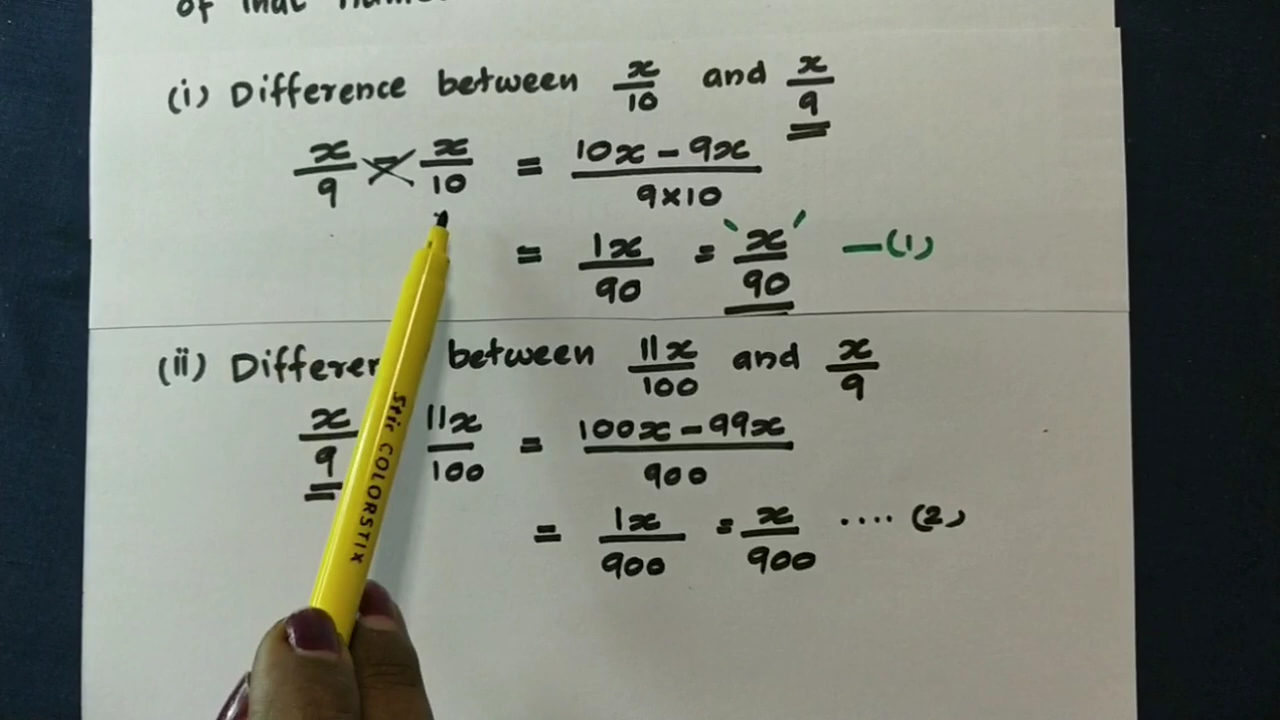 (i) Difference between x/10 and x/9
x/9 - x/10 = 10x - 9x / 9×10
= 1x/90 = 'x/90' —(1)
(ii) Differen between 11x/100 and x/9
x/9 11x/100 = 100x - 99x / 900
= 1x/900 = x/900 .... (2)
Stic COLORSTIX